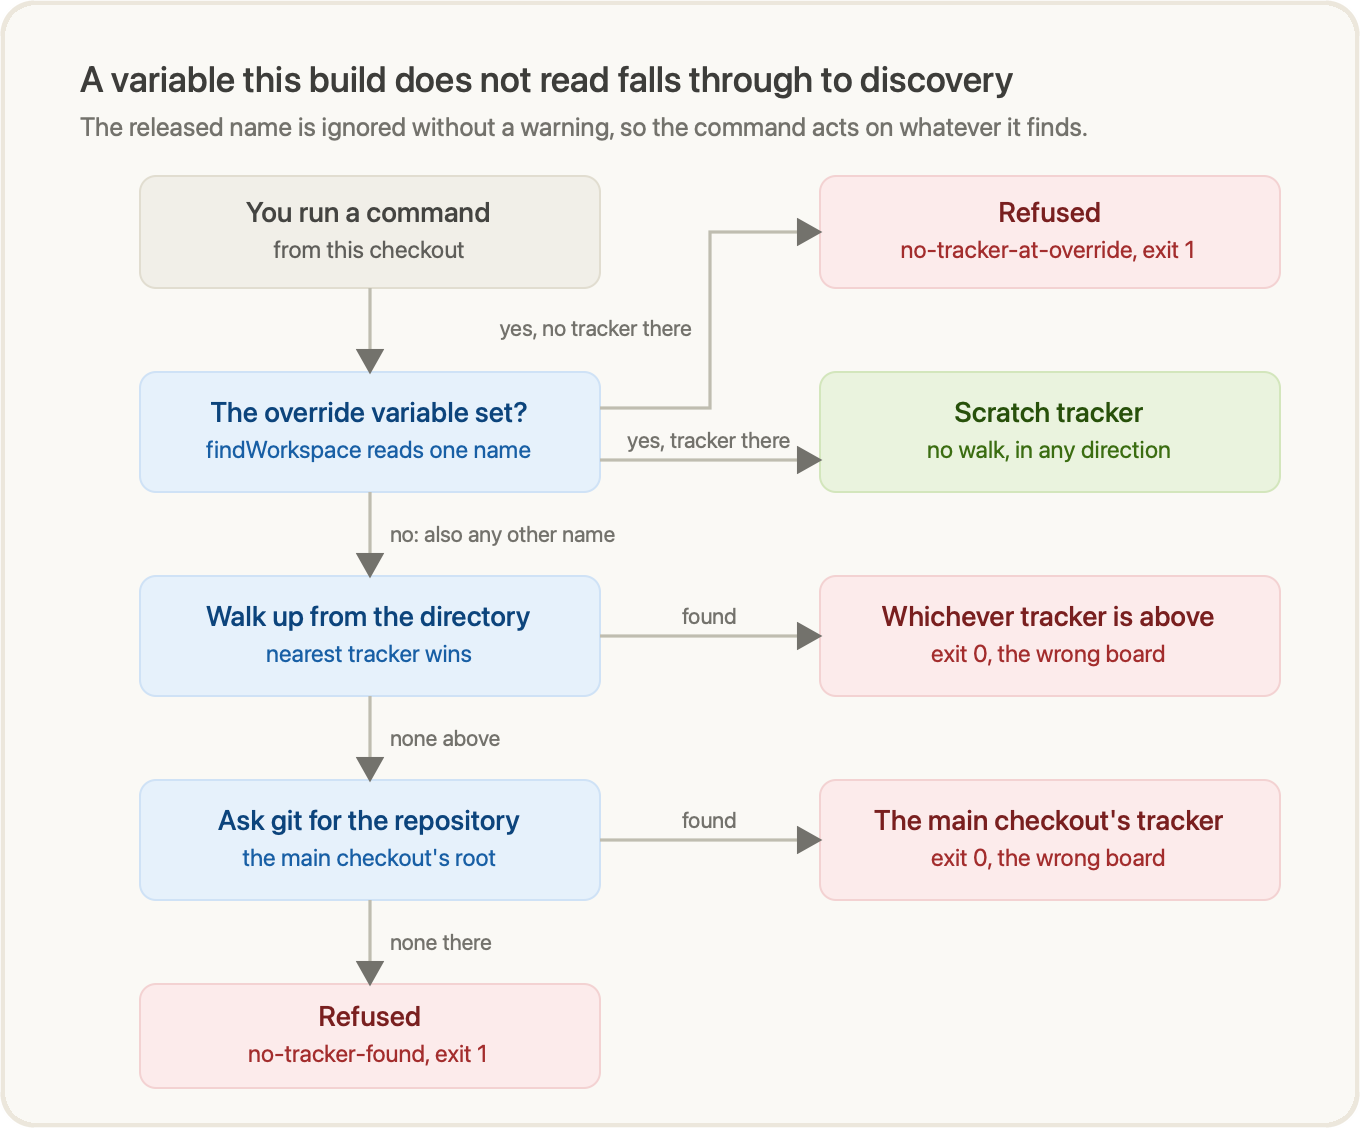 A variable this build does not read falls through to discovery
The released name is ignored without a warning, so the command acts on whatever it finds.
You run a command
from this checkout
Refused
no-tracker-at-override, exit 1
yes, no tracker there
The override variable set?
findWorkspace reads one name
yes, tracker there
Scratch tracker
no walk, in any direction
no: also any other name
Walk up from the directory
nearest tracker wins
found
Whichever tracker is above
exit 0, the wrong board
none above
Ask git for the repository
the main checkout's root
found
The main checkout's tracker
exit 0, the wrong board
none there
Refused
no-tracker-found, exit 1